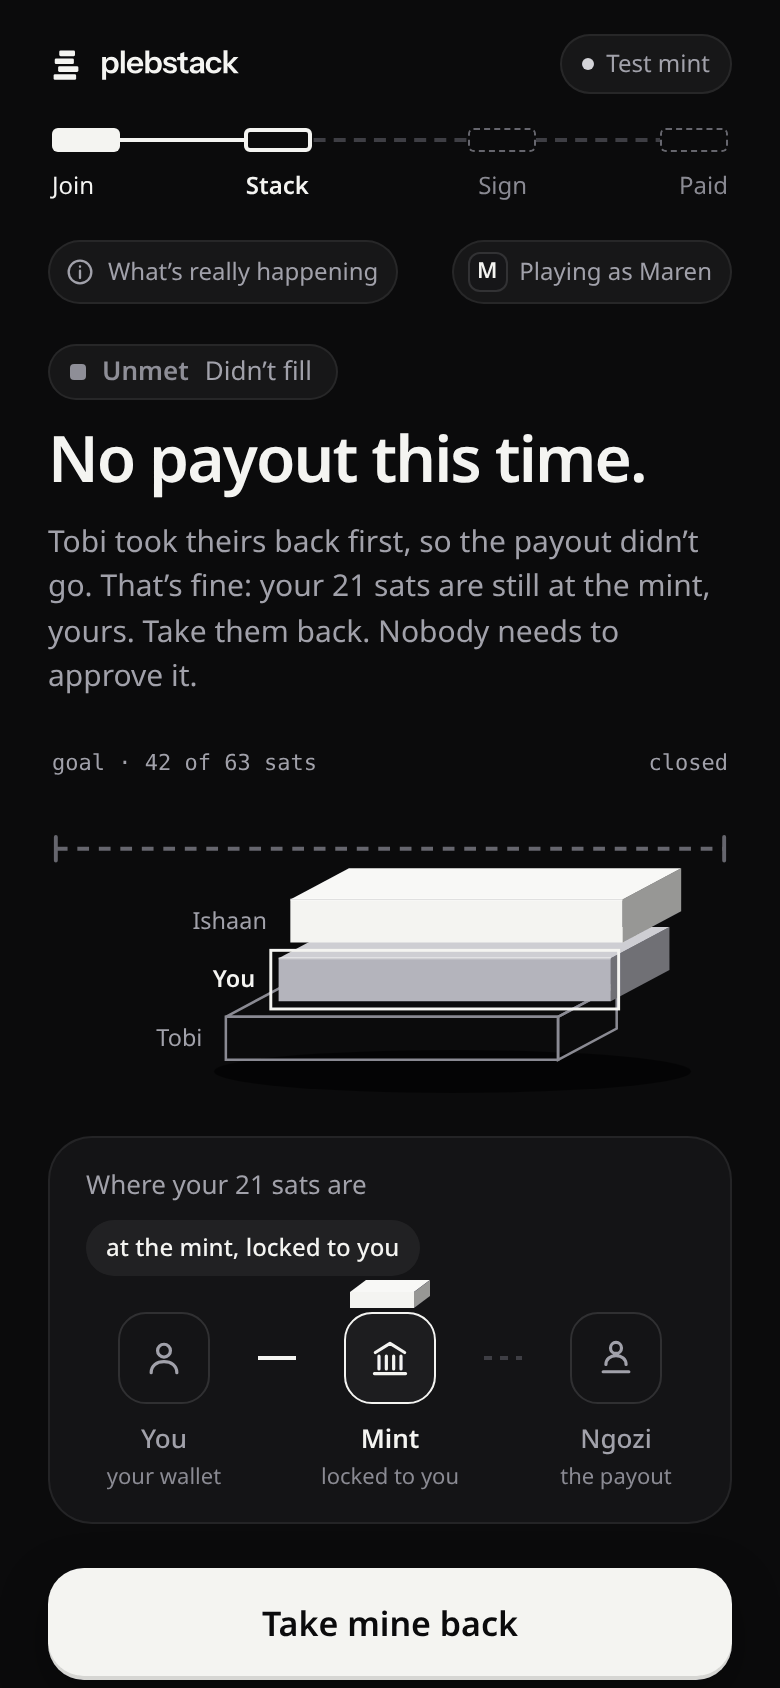 plebstack
Test mint
Join
Stack
Sign
Paid
What’s really happening
M
Playing as Maren
Unmet Didn’t fill
No payout this time.
Tobi took theirs back first, so the payout didn’t
go. That’s fine: your 21 sats are still at the mint,
yours. Take them back. Nobody needs to
approve it.
goal · 42 of 63 sats
closed
Ishaan
You
Tobi
Where your 21 sats are
at the mint, locked to you
You
Mint
Ngozi
your wallet
locked to you
the payout
Take mine back